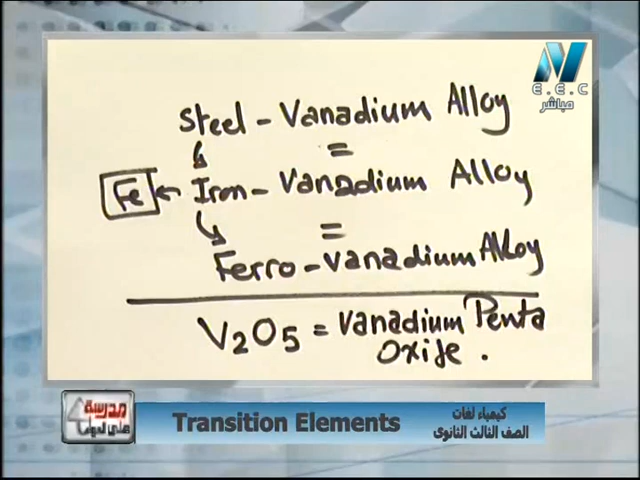 E.E.C
مباشر
Steel - Vanadium Alloy
=
Fe ← Iron - Vanadium Alloy
=
Ferro - Vanadium Alloy
V2O5 = Vanadium Penta
Oxide.
مدرسة
على الهواء
Transition Elements
كيمياء لغات
الصف الثالث الثانوى